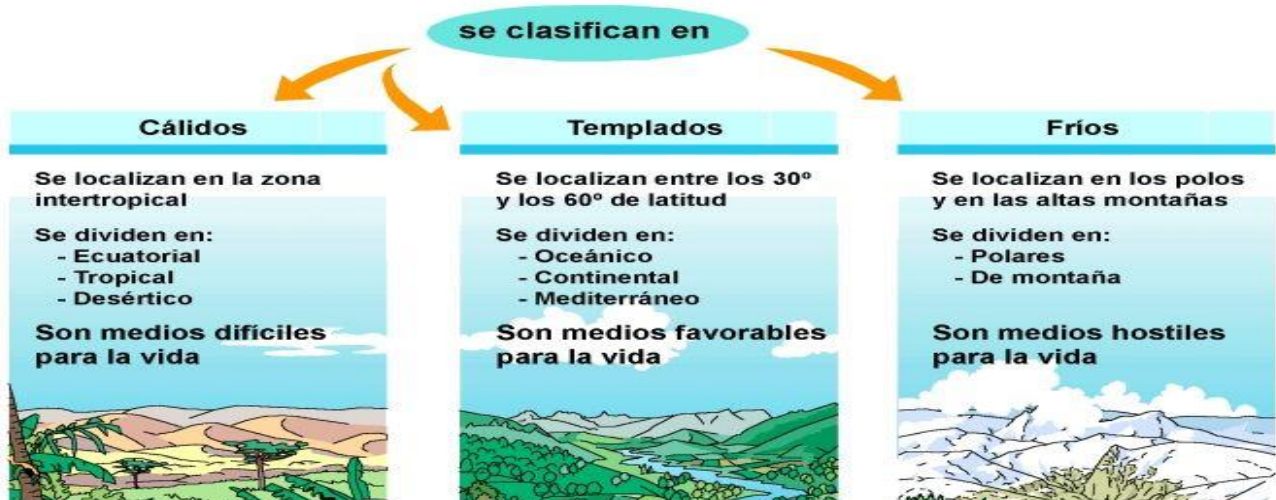 se clasifican en
Cálidos
Se localizan en la zona
intertropical
Se dividen en:
- Ecuatorial
- Tropical
- Desértico
Son medios difíciles
para la vida
Templados
Se localizan entre los 30º
y los 60º de latitud
Se dividen en:
- Oceánico
- Continental
- Mediterráneo
Son medios favorables
para la vida
Fríos
Se localizan en los polos
y en las altas montañas
Se dividen en:
- Polares
- De montaña
Son medios hostiles
para la vida